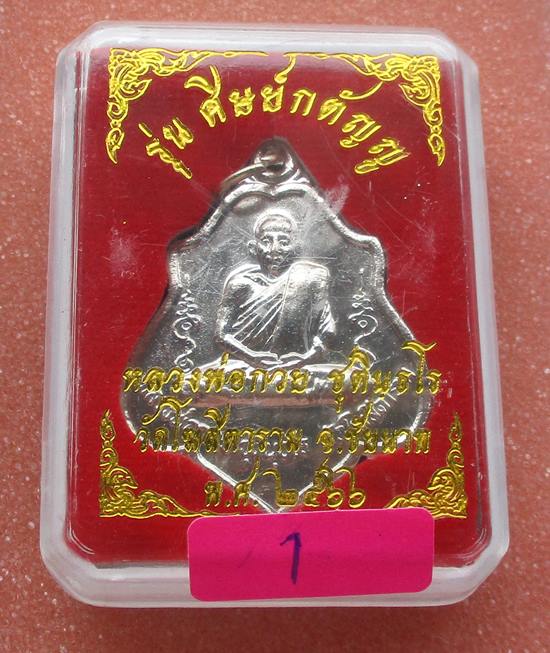 รุ่น ศิษย์กตัญญู
หลวงพ่อกวย ชุตินฺธโร
วัดโฆสิตาราม จ.ชัยนาท
พ.ศ.๒๕๖๖
1